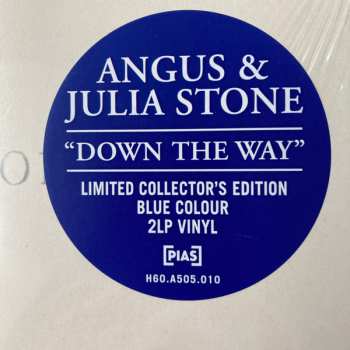 ANGUS &
JULIA STONE
“DOWN THE WAY”
LIMITED COLLECTOR'S EDITION
BLUE COLOUR
2LP VINYL
[PIAS]
H60.A505.010